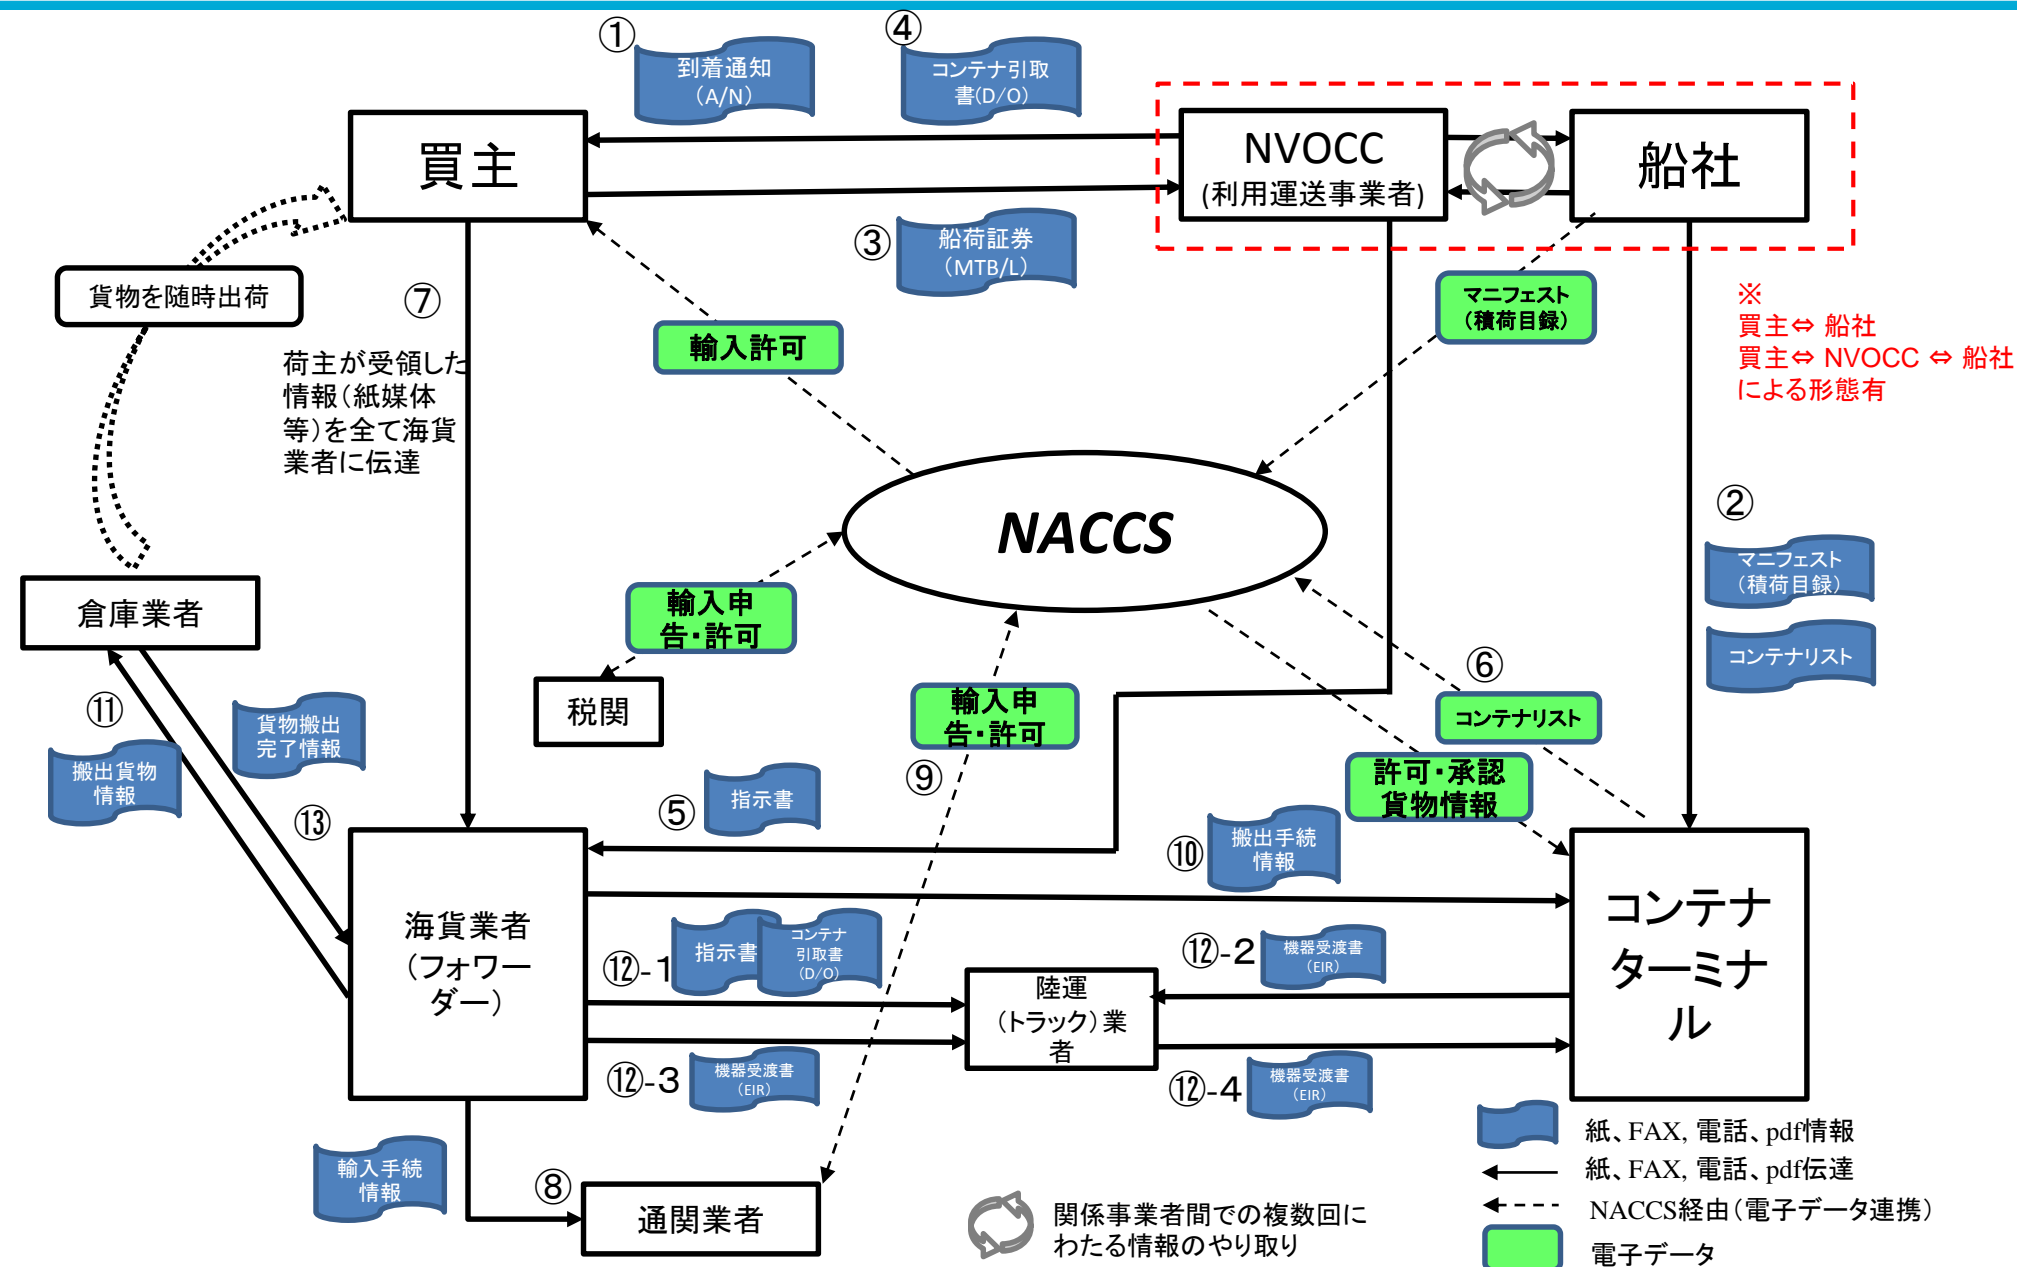 ①
到着通知
（A/N）
④
コンテナ引取
書(D/O)
買主
NVOCC
(利用運送事業者)
船社
③
船荷証券
（MTB/L）
貨物を随時出荷
⑦
荷主が受領した
情報（紙媒体
等）を全て海貨
業者に伝達
輸入許可
マニフェスト
（積荷目録）
※
買主⇔ 船社
買主⇔ NVOCC ⇔ 船社
による形態有
NACCS
②
マニフェスト
（積荷目録）
コンテナリスト
倉庫業者
輸入申
告・許可
税関
⑨
輸入申
告・許可
⑥
コンテナリスト
許可・承認
貨物情報
⑪
搬出貨物
情報
貨物搬出
完了情報
⑬
⑤
指示書
⑩
搬出手続
情報
海貨業者
（フォワー
ダー）
⑫-1
指示書
コンテナ
引取書
（D/O）
⑫-2
機器受渡書
（EIR）
陸運
（トラック）業
者
コンテナ
ターミナ
ル
⑫-3
機器受渡書
（EIR）
⑫-4
機器受渡書
（EIR）
輸入手続
情報
⑧
通関業者
関係事業者間での複数回に
わたる情報のやり取り
紙、FAX, 電話、pdf情報
紙、FAX, 電話、pdf伝達
NACCS経由（電子データ連携）
電子データ